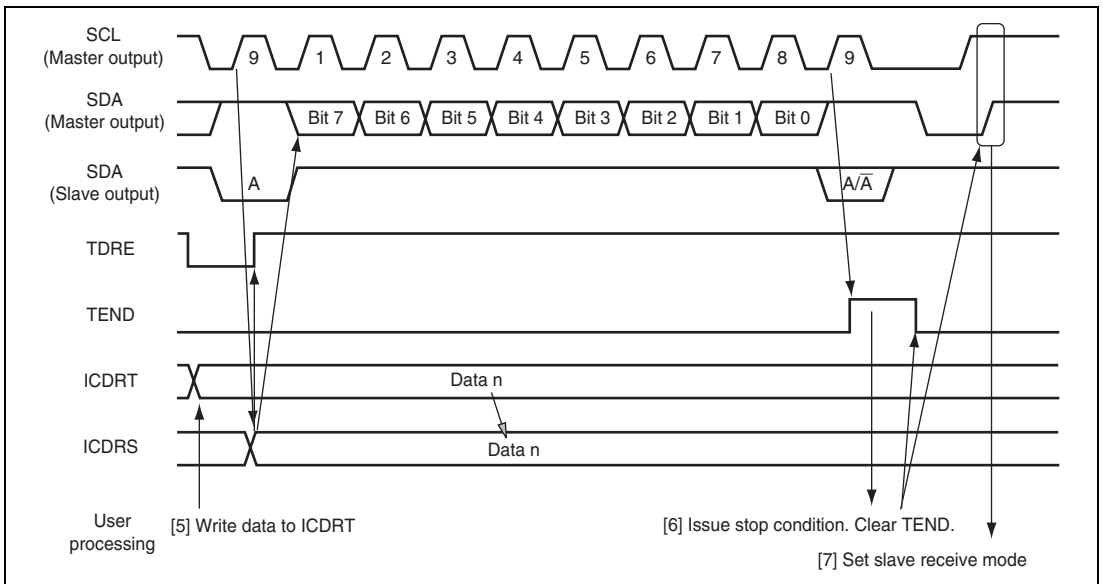 SCL
(Master output)
9 1 2 3 4 5 6 7 8 9
SDA
(Master output)
Bit 7 Bit 6 Bit 5 Bit 4 Bit 3 Bit 2 Bit 1 Bit 0
SDA
(Slave output)
A A/A̅
TDRE
TEND
ICDRT
Data n
ICDRS
Data n
User
processing
[5] Write data to ICDRT
[6] Issue stop condition. Clear TEND.
[7] Set slave receive mode